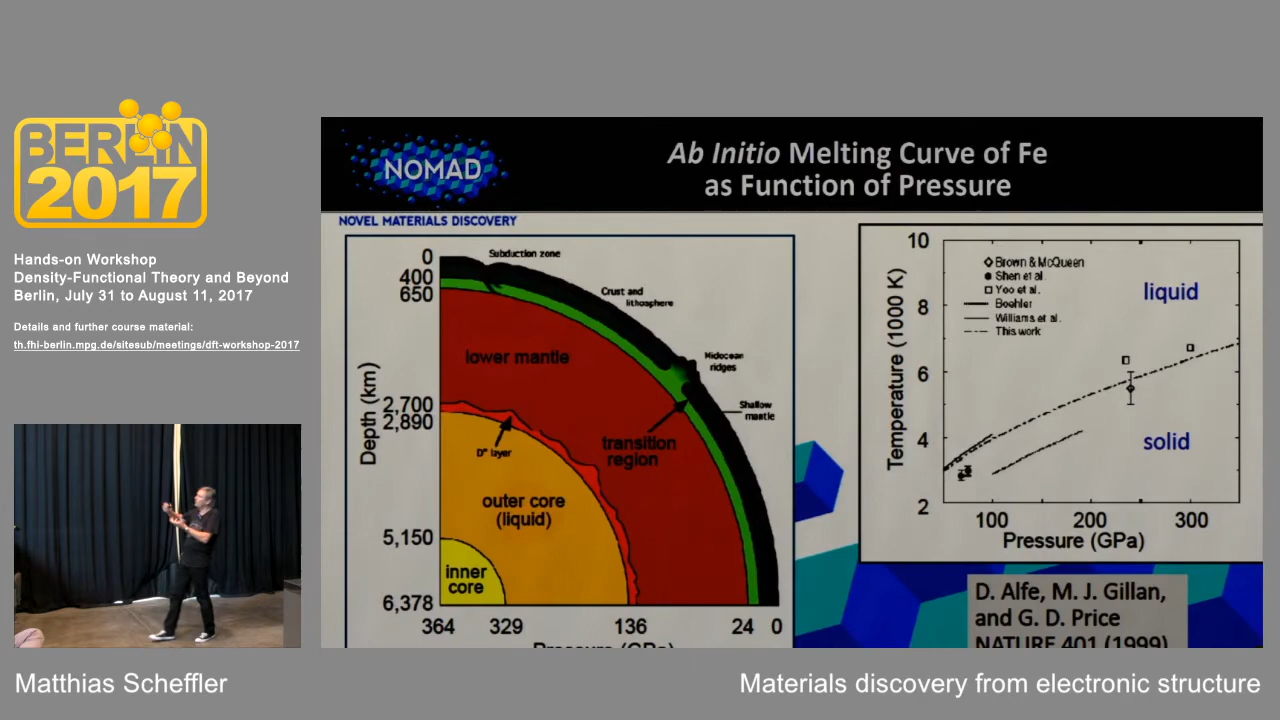 BERLIN
2017
Hands-on Workshop
Density-Functional Theory and Beyond
Berlin, July 31 to August 11, 2017
Details and further course material:
th.fhi-berlin.mpg.de/sitesub/meetings/dft-workshop-2017
NOMAD
NOVEL MATERIALS DISCOVERY
Ab Initio Melting Curve of Fe
as Function of Pressure
Depth (km)
0
400
650
2,700
2,890
5,150
6,378
Subduction zone
Crust and
lithosphere
Midocean
ridges
Shallow
mantle
lower mantle
transition
region
D" layer
outer core
(liquid)
inner
core
364 329 136 24 0
Pressure (GPa)
Temperature (1000 K)
10
8
6
4
2
Brown & McQueen
Shen et al.
Yoo et al.
Boehler
Williams et al.
This work
liquid
solid
100 200 300
Pressure (GPa)
D. Alfe, M. J. Gillan,
and G. D. Price
NATURE 401 (1999)
Matthias Scheffler
Materials discovery from electronic structure